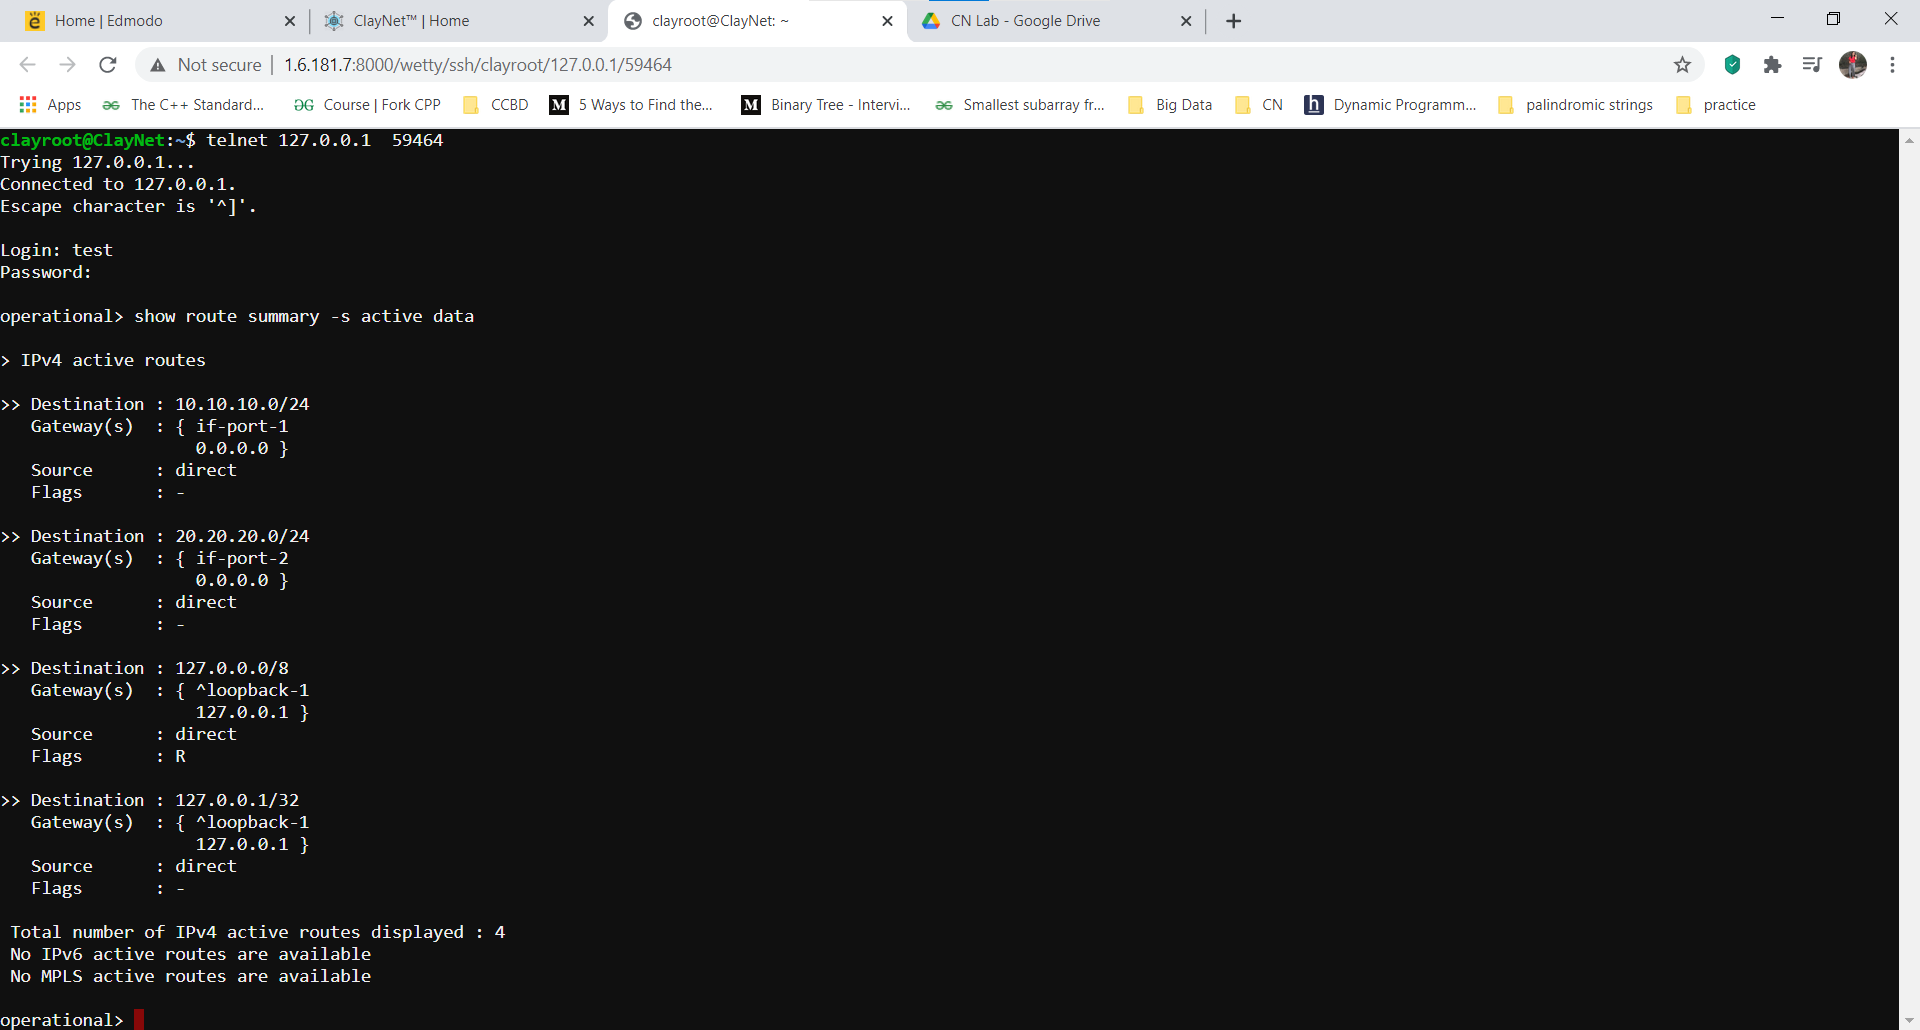 Home | Edmodo
ClayNet™ | Home
clayroot@ClayNet: ~
CN Lab - Google Drive
Not secure | 1.6.181.7:8000/wetty/ssh/clayroot/127.0.0.1/59464
Apps
The C++ Standard...
Course | Fork CPP
CCBD
5 Ways to Find the...
Binary Tree - Intervi...
Smallest subarray fr...
Big Data
CN
Dynamic Programm...
palindromic strings
practice
clayroot@ClayNet:~$ telnet 127.0.0.1  59464
Trying 127.0.0.1...
Connected to 127.0.0.1.
Escape character is '^]'.
Login: test
Password:
operational> show route summary -s active data
> IPv4 active routes
>> Destination : 10.10.10.0/24
Gateway(s)  : { if-port-1
0.0.0.0 }
Source      : direct
Flags       : -
>> Destination : 20.20.20.0/24
Gateway(s)  : { if-port-2
0.0.0.0 }
Source      : direct
Flags       : -
>> Destination : 127.0.0.0/8
Gateway(s)  : { ^loopback-1
127.0.0.1 }
Source      : direct
Flags       : R
>> Destination : 127.0.0.1/32
Gateway(s)  : { ^loopback-1
127.0.0.1 }
Source      : direct
Flags       : -
Total number of IPv4 active routes displayed : 4
No IPv6 active routes are available
No MPLS active routes are available
operational>